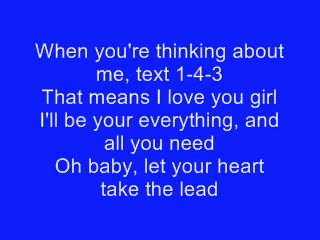 When you're thinking about
me, text 1-4-3
That means I love you girl
I'll be your everything, and
all you need
Oh baby, let your heart
take the lead